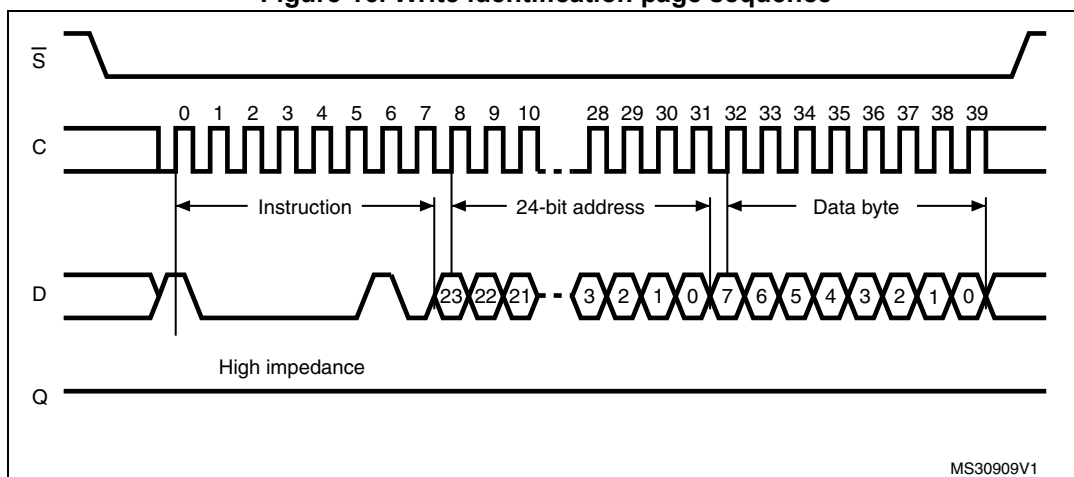 Figure 16. Write identification page sequence
S
0 1 2 3 4 5 6 7 8 9 10 28 29 30 31 32 33 34 35 36 37 38 39
C
Instruction 24-bit address Data byte
D 23 22 21 3 2 1 0 7 6 5 4 3 2 1 0
High impedance
Q
MS30909V1